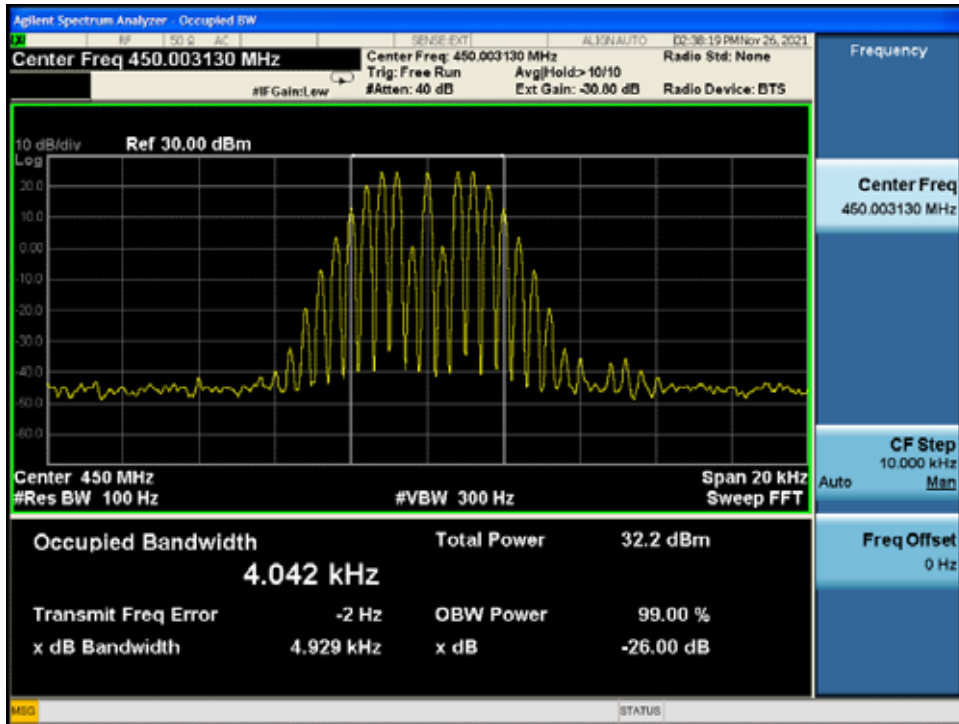 Agilent Spectrum Analyzer - Occupied BW
LXI RF 50 Ω AC SENSE:EXT ALIGN AUTO 02:38:19 PM Nov 26, 2021
Center Freq 450.003130 MHz
Center Freq: 450.003130 MHz
Radio Std: None
Trig: Free Run
Avg|Hold:> 10/10
#IFGain:Low
#Atten: 40 dB
Ext Gain: -30.80 dB
Radio Device: BTS
10 dB/div
Ref 30.00 dBm
Log
20.0
10.0
0.00
-10.0
-20.0
-30.0
-40.0
-50.0
-60.0
Center 450 MHz
Span 20 kHz
#Res BW 100 Hz
#VBW 300 Hz
Sweep FFT
Occupied Bandwidth
Total Power 32.2 dBm
4.042 kHz
Transmit Freq Error -2 Hz
OBW Power 99.00 %
x dB Bandwidth 4.929 kHz
x dB -26.00 dB
MSG
STATUS
Frequency
Center Freq
450.003130 MHz
CF Step
10.000 kHz
Auto Man
Freq Offset
0 Hz